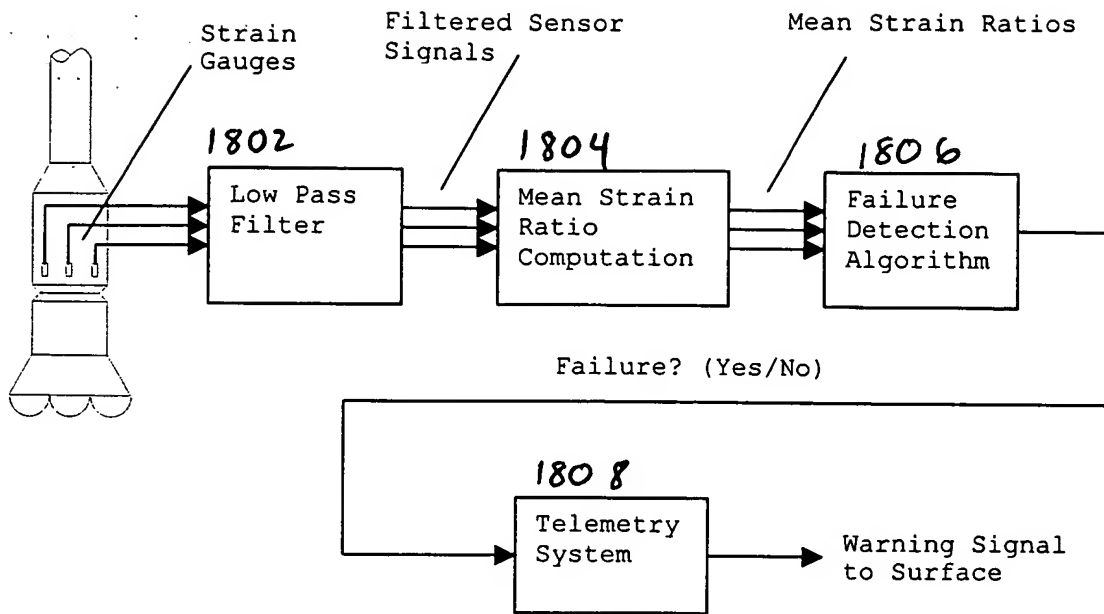 Strain
Gauges
Filtered Sensor
Signals
Mean Strain Ratios
1802
Low Pass
Filter
1804
Mean Strain
Ratio
Computation
1806
Failure
Detection
Algorithm
Failure? (Yes/No)
1808
Telemetry
System
Warning Signal
to Surface